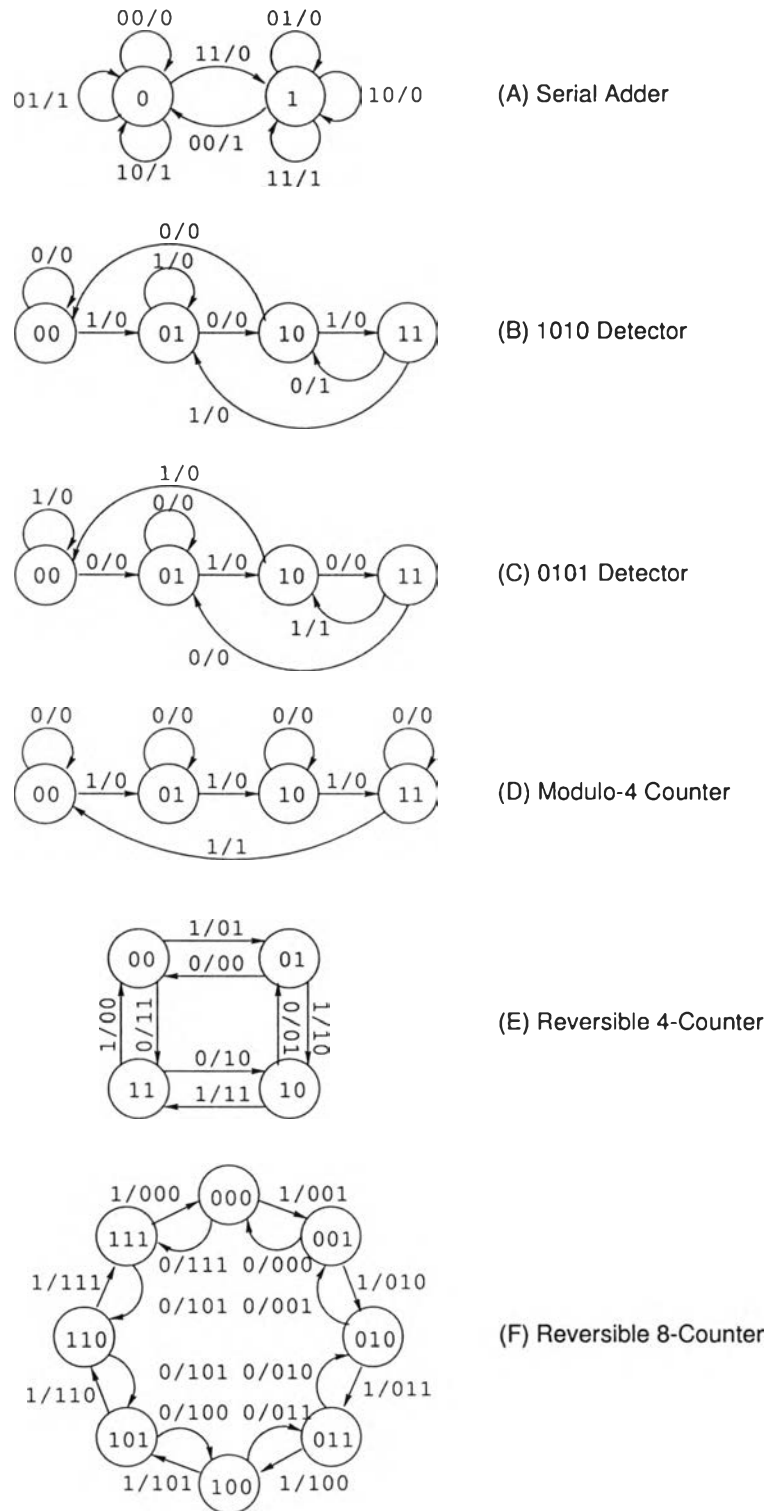 00/0 01/0
11/0
01/1 0 1 10/0 (A) Serial Adder
00/1
10/1 11/1
0/0
0/0 1/0
1/0 0/0 1/0
00 01 10 11 (B) 1010 Detector
0/1
1/0
1/0
1/0 0/0
0/0 1/0 0/0
00 01 10 11 (C) 0101 Detector
1/1
0/0
0/0 0/0 0/0 0/0
1/0 1/0 1/0
00 01 10 11 (D) Modulo-4 Counter
1/1
1/01
00 01
0/00
1/00 0/11 0/01 1/10 (E) Reversible 4-Counter
0/10
11 10
1/11
1/000 000 1/001
111 001
0/111 0/000
1/111 1/010
0/101 0/001
110 010 (F) Reversible 8-Counter
0/101 0/010
1/110 1/011
0/100 0/011
101 011
1/101 100 1/100